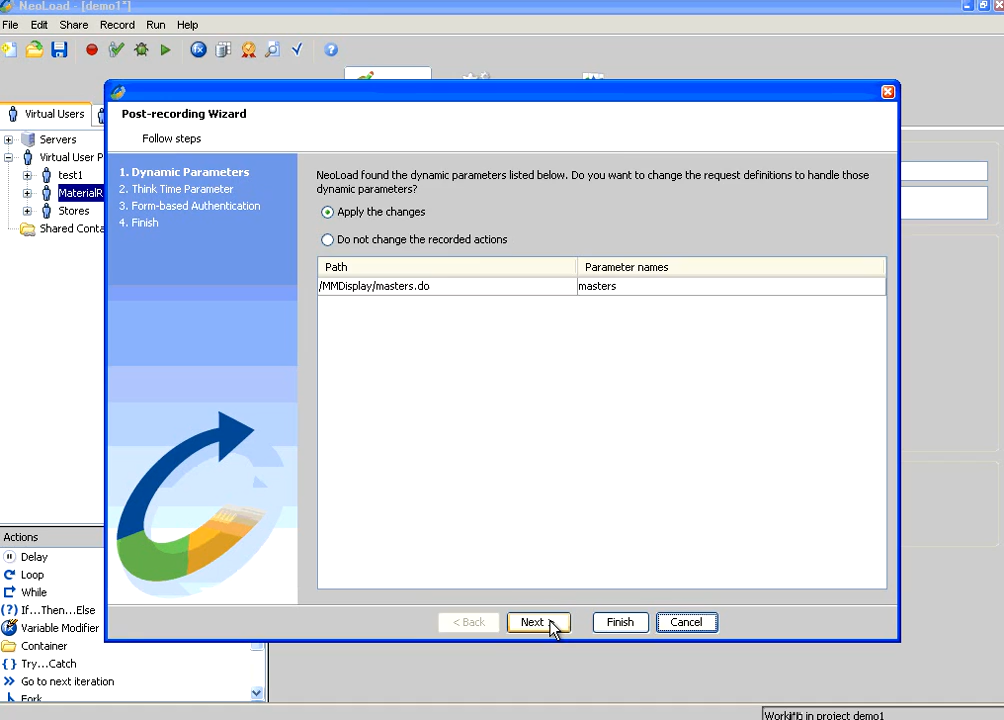 NeoLoad - [demo1*]
File Edit Share Record Run Help
Virtual Users
Servers
Virtual User P
test1
MaterialR
Stores
Shared Conta
Post-recording Wizard
Follow steps
1. Dynamic Parameters
2. Think Time Parameter
3. Form-based Authentication
4. Finish
NeoLoad found the dynamic parameters listed below. Do you want to change the request definitions to handle those
dynamic parameters?
Apply the changes
Do not change the recorded actions
Path Parameter names
/MMDisplay/masters.do masters
< Back Next > Finish Cancel
Actions
Delay
Loop
While
If...Then...Else
Variable Modifier
Container
Try...Catch
Go to next iteration
Fork
Working in project demo1